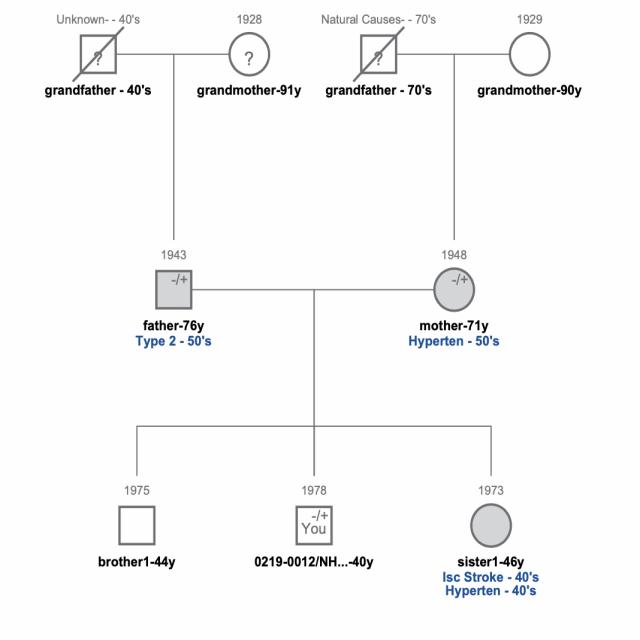 Unknown- - 40's
1928
Natural Causes- - 70's
1929
?
?
?
grandfather - 40's
grandmother-91y
grandfather - 70's
grandmother-90y
1943
1948
-/+
-/+
father-76y
Type 2 - 50's
mother-71y
Hyperten - 50's
1975
1978
1973
-/+
You
brother1-44y
0219-0012/NH...-40y
sister1-46y
Isc Stroke - 40's
Hyperten - 40's